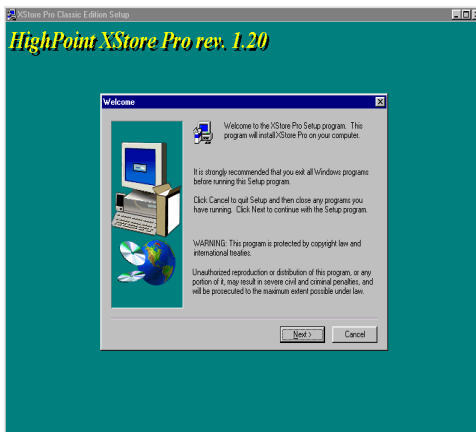 XStore Pro Classic Edition Setup
HighPoint XStore Pro rev. 1.20
Welcome
Welcome to the XStore Pro Setup program. This
program will install XStore Pro on your computer.
It is strongly recommended that you exit all Windows programs
before running this Setup program.
Click Cancel to quit Setup and then close any programs you
have running. Click Next to continue with the Setup program.
WARNING: This program is protected by copyright law and
international treaties.
Unauthorized reproduction or distribution of this program, or any
portion of it, may result in severe civil and criminal penalties, and
will be prosecuted to the maximum extent possible under law.
Next > Cancel